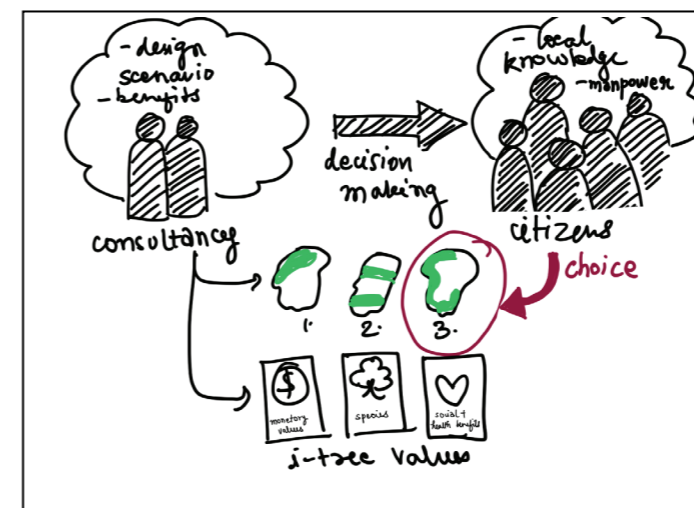 - design
scenario
- benefits
- local
knowledge
- manpower
decision
making
consultancy
citizens
choice
1.
2.
3.
$
monetary
values
species
social +
health benefits
i-tree values